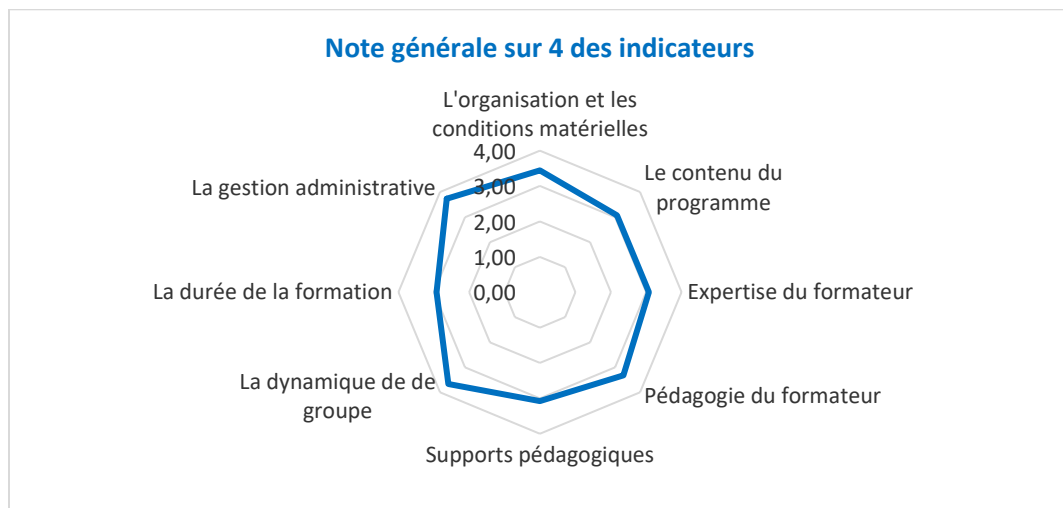 Note générale sur 4 des indicateurs
L'organisation et les
conditions matérielles
4,00
3,00
2,00
1,00
0,00
Le contenu du
programme
Expertise du formateur
Pédagogie du formateur
Supports pédagogiques
La dynamique de de
groupe
La durée de la formation
La gestion administrative